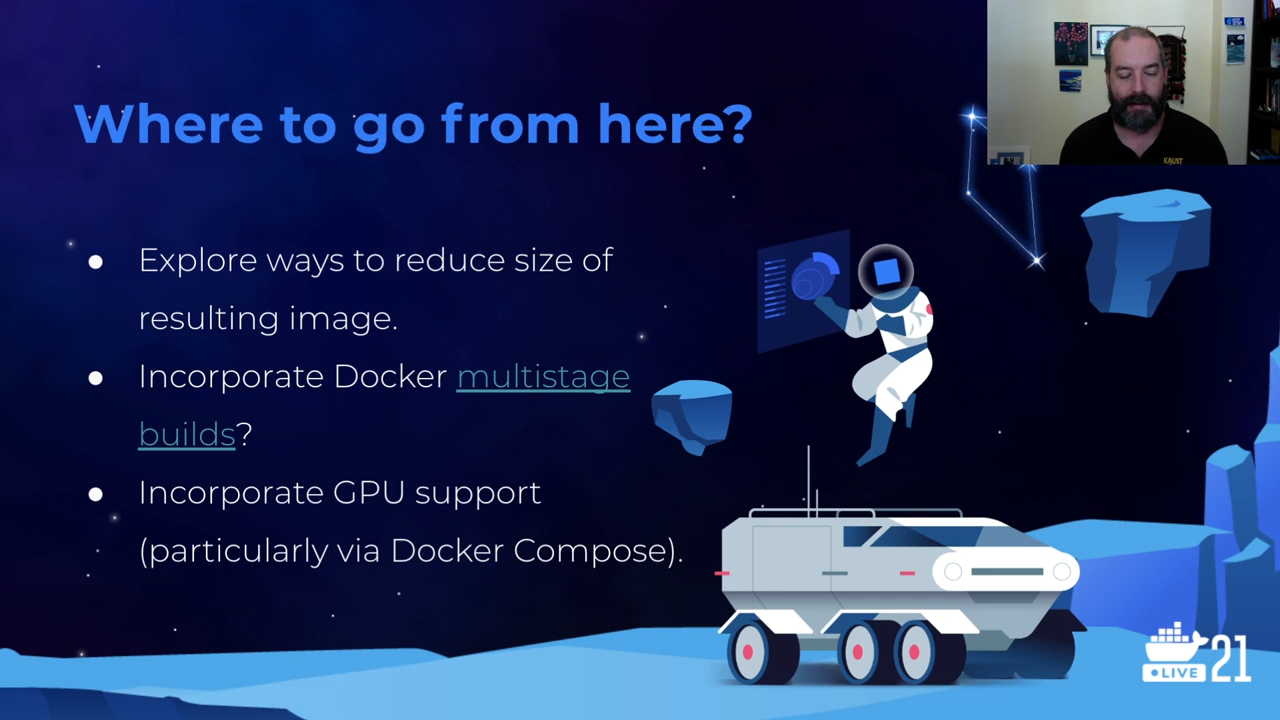 Where to go from here?
KAUST
● Explore ways to reduce size of
resulting image.
● Incorporate Docker multistage
builds?
● Incorporate GPU support
(particularly via Docker Compose).
LIVE 21